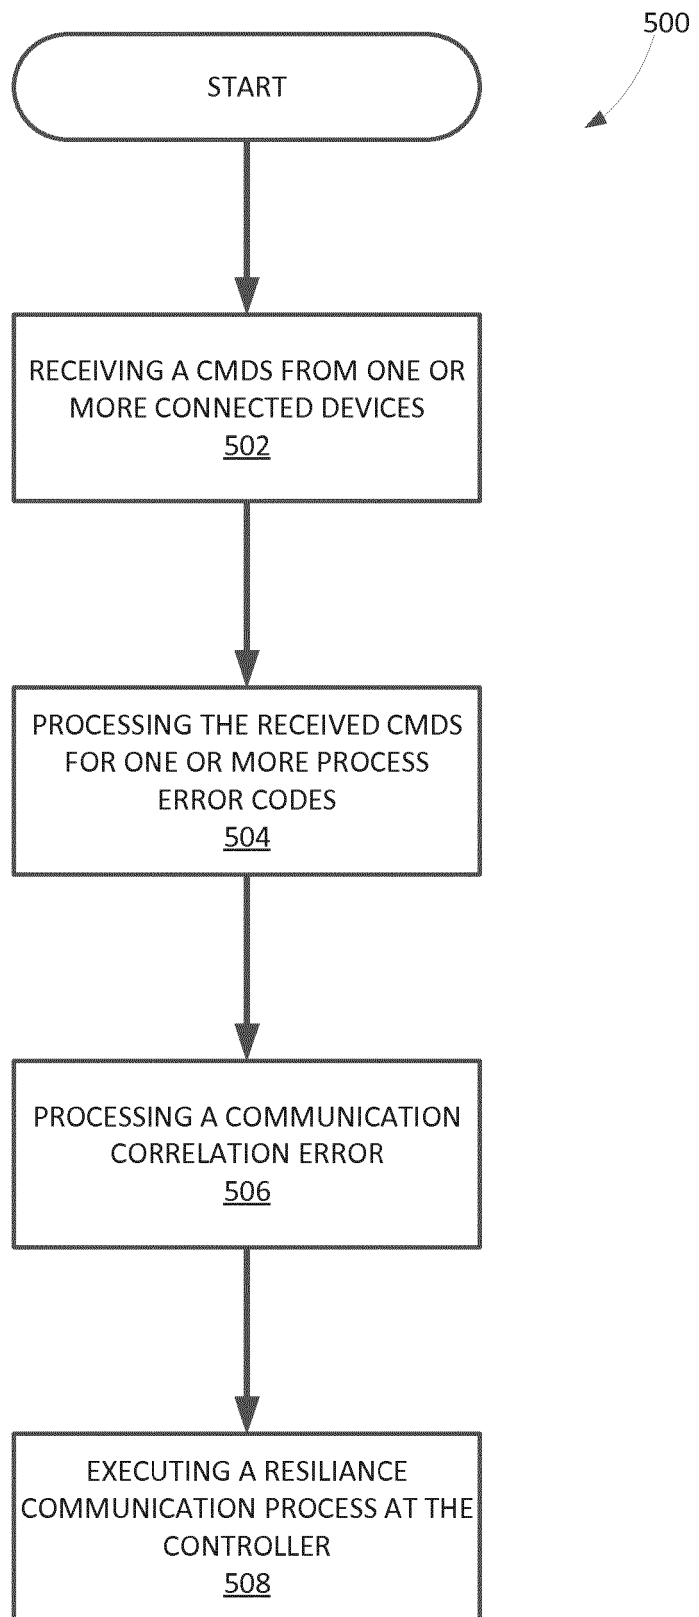 500
START
RECEIVING A CMDS FROM ONE OR
MORE CONNECTED DEVICES
502
PROCESSING THE RECEIVED CMDS
FOR ONE OR MORE PROCESS
ERROR CODES
504
PROCESSING A COMMUNICATION
CORRELATION ERROR
506
EXECUTING A RESILIANCE
COMMUNICATION PROCESS AT THE
CONTROLLER
508